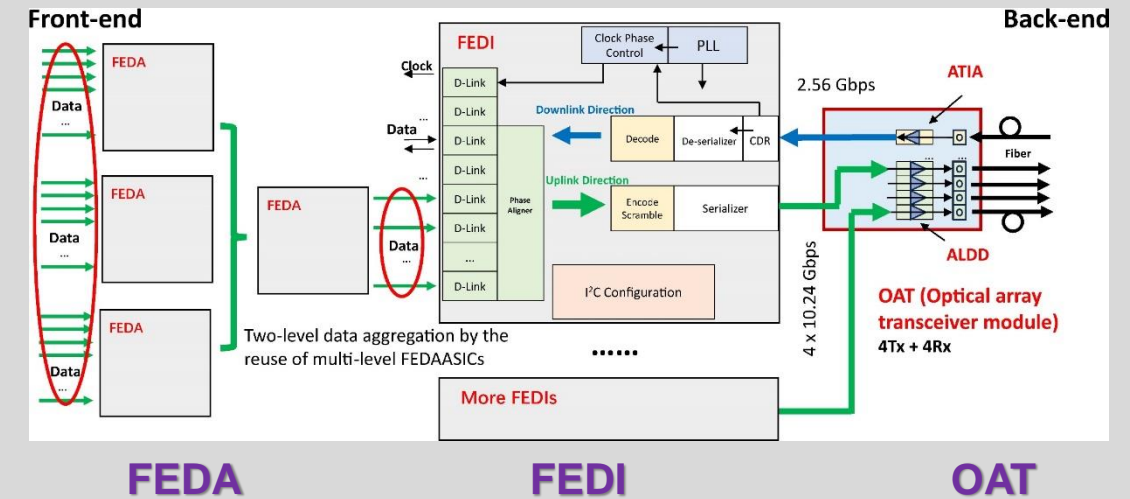 Front-end
Back-end
FEDA
Data
...
FEDA
Data
...
FEDA
Data
...
FEDA
Data
...
Two-level data aggregation by the
reuse of multi-level FEDAASICs
FEDI
Clock Phase
Control
PLL
Clock
...
Data
...
D-Link
D-Link
D-Link
D-Link
D-Link
D-Link
...
D-Link
Phase
Aligner
Downlink Direction
Decode
De-serializer
CDR
Uplink Direction
Encode
Scramble
Serializer
I²C Configuration
......
More FEDIs
2.56 Gbps
4 x 10.24 Gbps
ATIA
... ...
Fiber
ALDD
OAT (Optical array
transceiver module)
4Tx + 4Rx
FEDA
FEDI
OAT